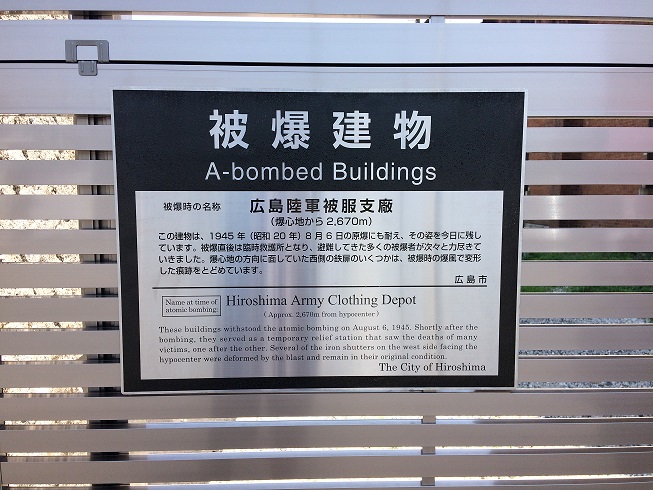 被爆建物
A-bombed Buildings
被爆時の名称 広島陸軍被服支廠
(爆心地から2,670m)
この建物は、1945年(昭和20年)8月6日の原爆にも耐え、その姿を今日に残し
ています。被爆直後は臨時救護所となり、避難してきた多くの被爆者が次々と力尽きて
いきました。爆心地の方向に面していた西側の鉄扉のいくつかは、被爆時の爆風で変形
した痕跡をとどめています。
広島市
Name at time of
atomic bombing:
Hiroshima Army Clothing Depot
(Approx. 2,670m from hypocenter)
These buildings withstood the atomic bombing on August 6, 1945. Shortly after the
bombing, they served as a temporary relief station that saw the deaths of many
victims, one after the other. Several of the iron shutters on the west side facing the
hypocenter were deformed by the blast and remain in their original condition.
The City of Hiroshima